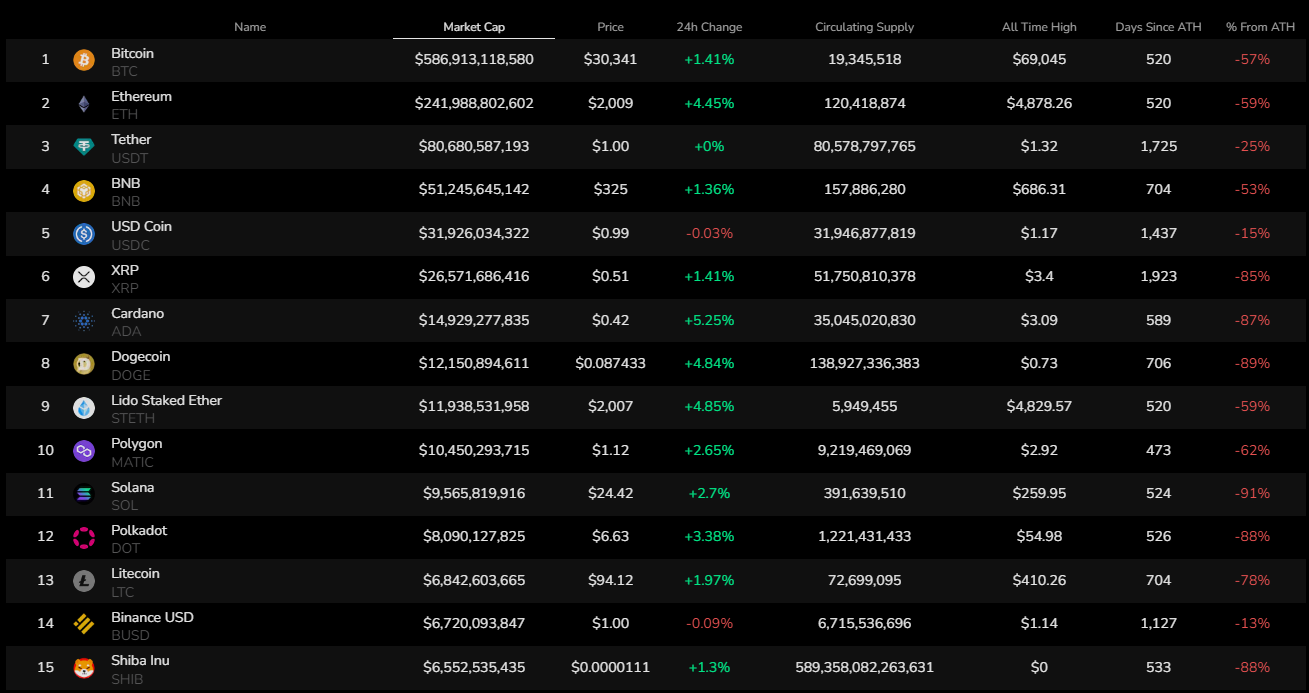 Name Market Cap Price 24h Change Circulating Supply All Time High Days Since ATH % From ATH
1 Bitcoin $586,913,118,580 $30,341 +1.41% 19,345,518 $69,045 520 -57%
BTC
2 Ethereum $241,988,802,602 $2,009 +4.45% 120,418,874 $4,878.26 520 -59%
ETH
3 Tether $80,680,587,193 $1.00 +0% 80,578,797,765 $1.32 1,725 -25%
USDT
4 BNB $51,245,645,142 $325 +1.36% 157,886,280 $686.31 704 -53%
BNB
5 USD Coin $31,926,034,322 $0.99 -0.03% 31,946,877,819 $1.17 1,437 -15%
USDC
6 XRP $26,571,686,416 $0.51 +1.41% 51,750,810,378 $3.4 1,923 -85%
XRP
7 Cardano $14,929,277,835 $0.42 +5.25% 35,045,020,830 $3.09 589 -87%
ADA
8 Dogecoin $12,150,894,611 $0.087433 +4.84% 138,927,336,383 $0.73 706 -89%
DOGE
9 Lido Staked Ether $11,938,531,958 $2,007 +4.85% 5,949,455 $4,829.57 520 -59%
STETH
10 Polygon $10,450,293,715 $1.12 +2.65% 9,219,469,069 $2.92 473 -62%
MATIC
11 Solana $9,565,819,916 $24.42 +2.7% 391,639,510 $259.95 524 -91%
SOL
12 Polkadot $8,090,127,825 $6.63 +3.38% 1,221,431,433 $54.98 526 -88%
DOT
13 Litecoin $6,842,603,665 $94.12 +1.97% 72,699,095 $410.26 704 -78%
LTC
14 Binance USD $6,720,093,847 $1.00 -0.09% 6,715,536,696 $1.14 1,127 -13%
BUSD
15 Shiba Inu $6,552,535,435 $0.0000111 +1.3% 589,358,082,263,631 $0 533 -88%
SHIB